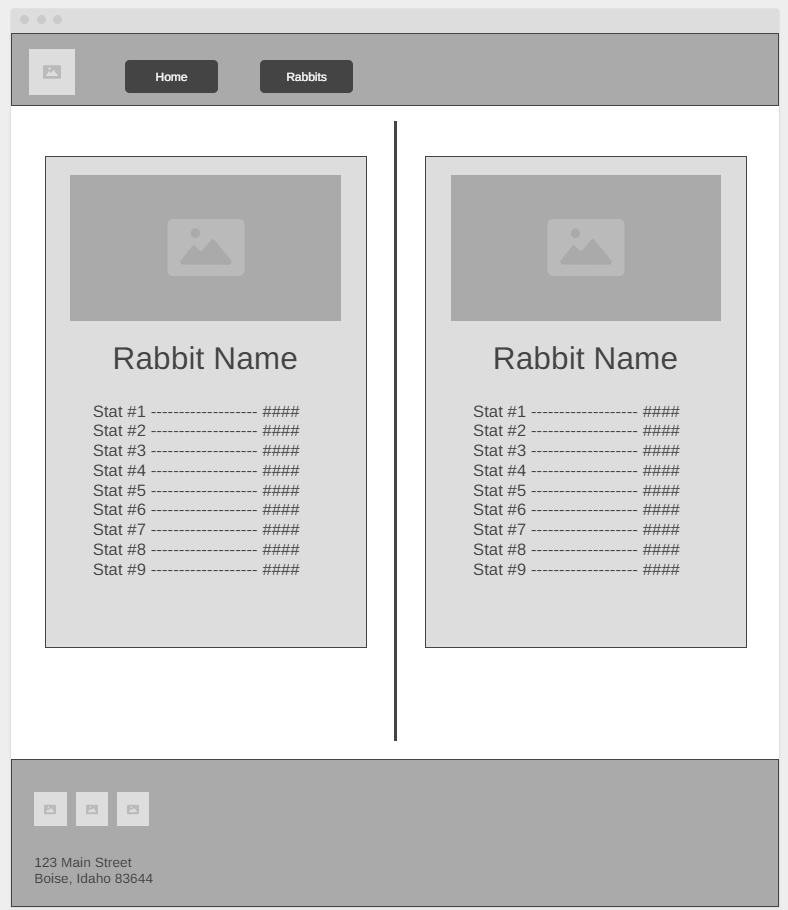 Home
Rabbits
Rabbit Name
Stat #1 ------------------- ####
Stat #2 ------------------- ####
Stat #3 ------------------- ####
Stat #4 ------------------- ####
Stat #5 ------------------- ####
Stat #6 ------------------- ####
Stat #7 ------------------- ####
Stat #8 ------------------- ####
Stat #9 ------------------- ####
Rabbit Name
Stat #1 ------------------- ####
Stat #2 ------------------- ####
Stat #3 ------------------- ####
Stat #4 ------------------- ####
Stat #5 ------------------- ####
Stat #6 ------------------- ####
Stat #7 ------------------- ####
Stat #8 ------------------- ####
Stat #9 ------------------- ####
123 Main Street
Boise, Idaho 83644